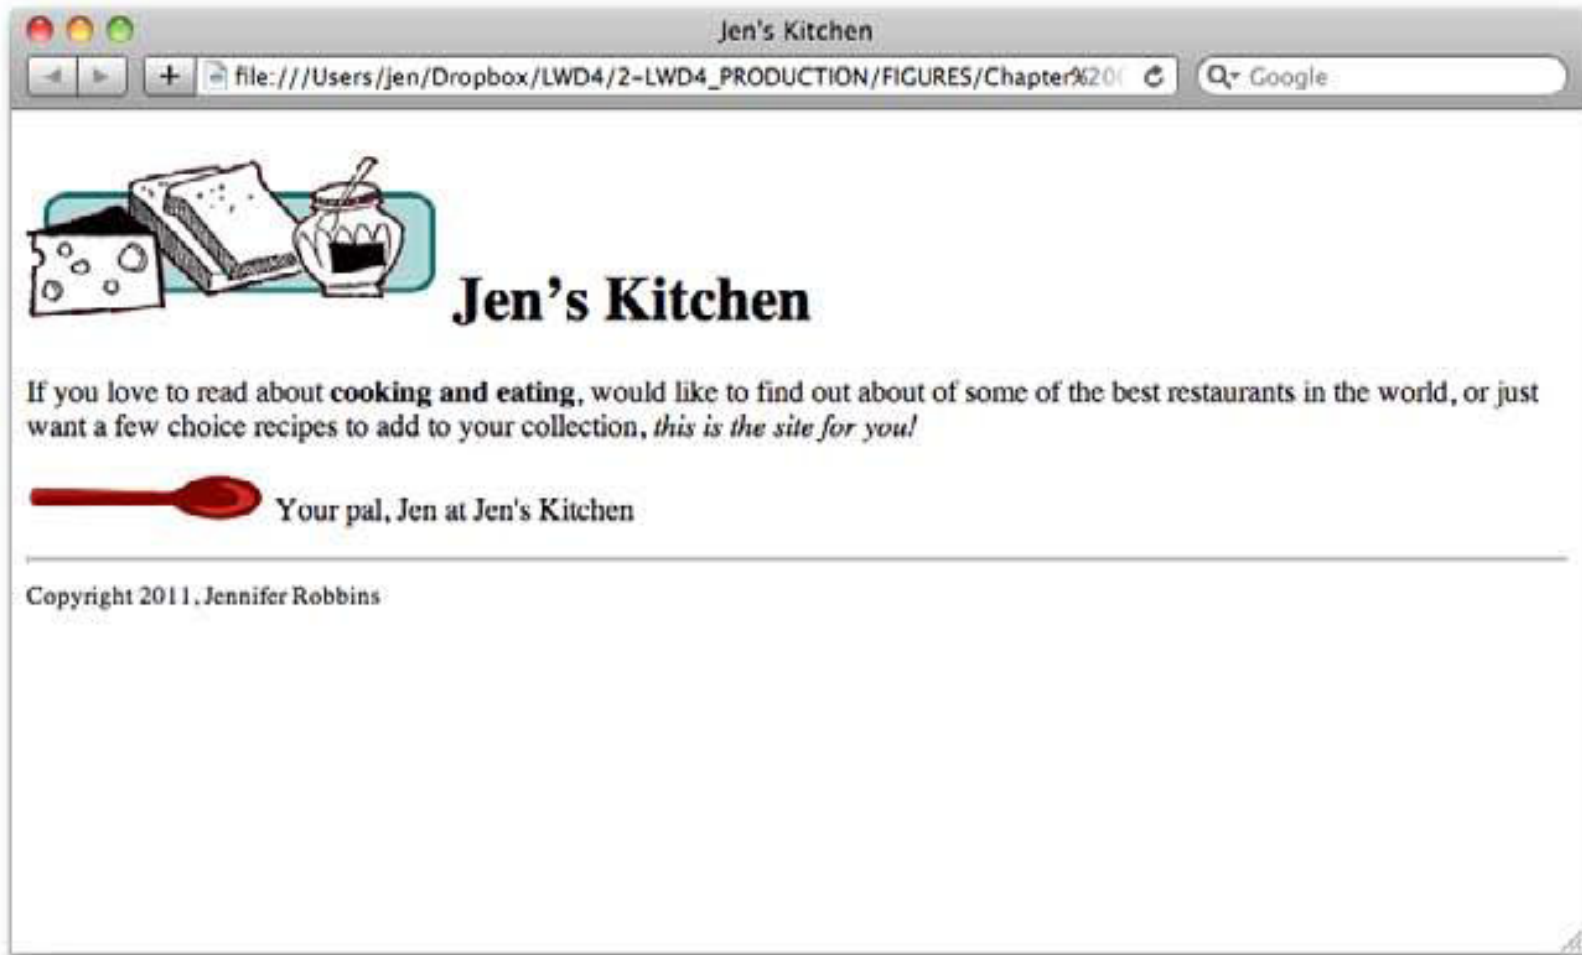 Jen's Kitchen
file:///Users/jen/Dropbox/LWD4/2-LWD4_PRODUCTION/FIGURES/Chapter%20
Google
Jen’s Kitchen
If you love to read about cooking and eating, would like to find out about of some of the best restaurants in the world, or just
want a few choice recipes to add to your collection, this is the site for you!
Your pal, Jen at Jen's Kitchen
Copyright 2011, Jennifer Robbins